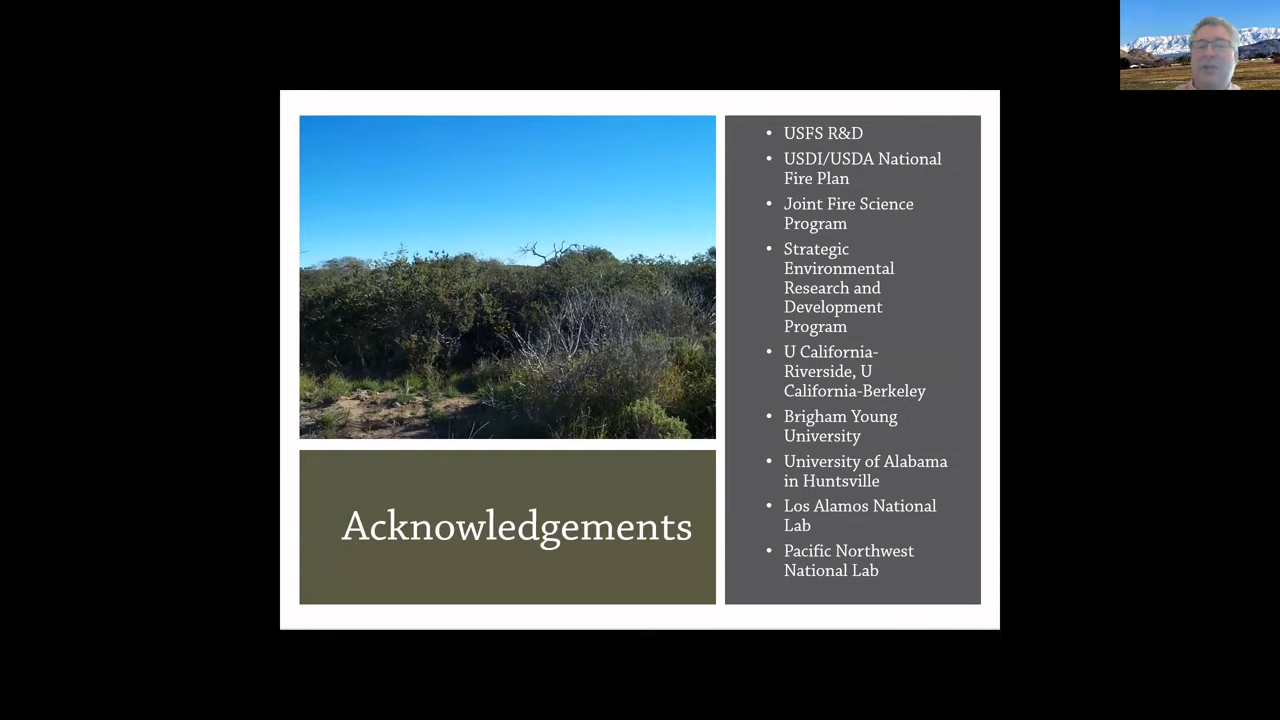 • USFS R&D
• USDI/USDA National
Fire Plan
• Joint Fire Science
Program
• Strategic
Environmental
Research and
Development
Program
• U California-
Riverside, U
California-Berkeley
• Brigham Young
University
• University of Alabama
in Huntsville
• Los Alamos National
Lab
• Pacific Northwest
National Lab
Acknowledgements